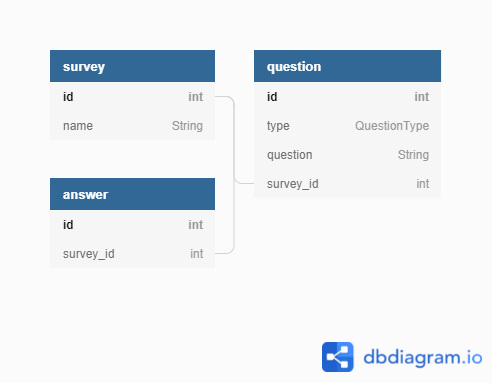 survey
id int
name String
question
id int
type QuestionType
question String
survey_id int
answer
id int
survey_id int
dbdiagram.io